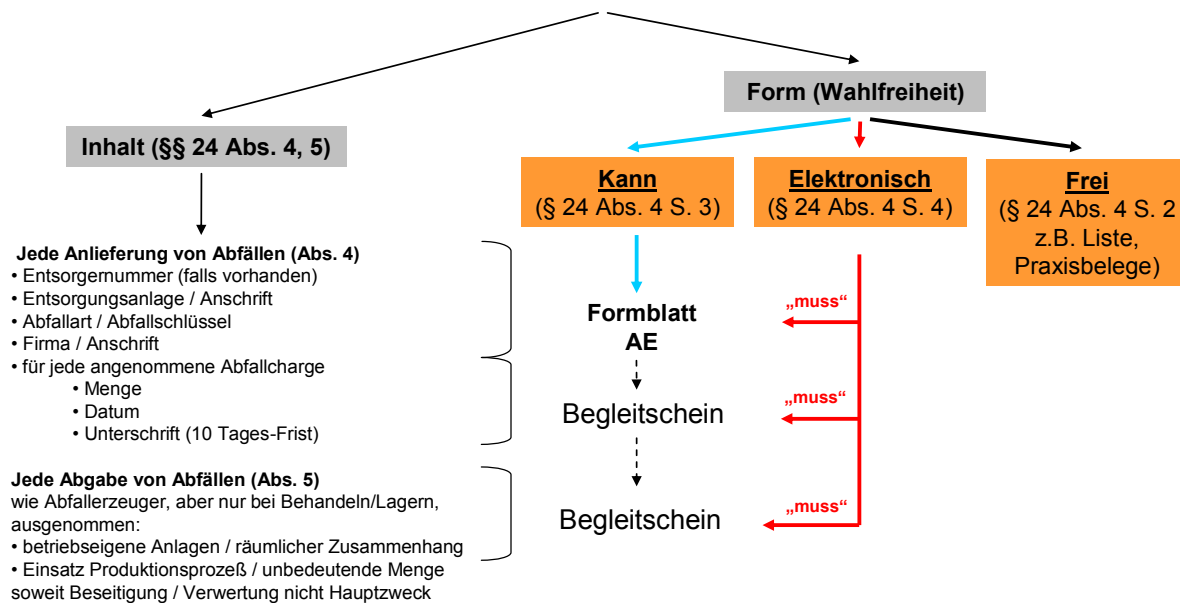 Form (Wahlfreiheit)
Inhalt (§§ 24 Abs. 4, 5)
Kann
(§ 24 Abs. 4 S. 3)
Elektronisch
(§ 24 Abs. 4 S. 4)
Frei
(§ 24 Abs. 4 S. 2
z.B. Liste,
Praxisbelege)
Jede Anlieferung von Abfällen (Abs. 4)
• Entsorgernummer (falls vorhanden)
• Entsorgungsanlage / Anschrift
• Abfallart / Abfallschlüssel
• Firma / Anschrift
• für jede angenommene Abfallcharge
• Menge
• Datum
• Unterschrift (10 Tages-Frist)
Formblatt
AE
„muss“
Begleitschein
„muss“
Jede Abgabe von Abfällen (Abs. 5)
wie Abfallerzeuger, aber nur bei Behandeln/Lagern,
ausgenommen:
• betriebseigene Anlagen / räumlicher Zusammenhang
• Einsatz Produktionsprozeß / unbedeutende Menge
soweit Beseitigung / Verwertung nicht Hauptzweck
Begleitschein
„muss“